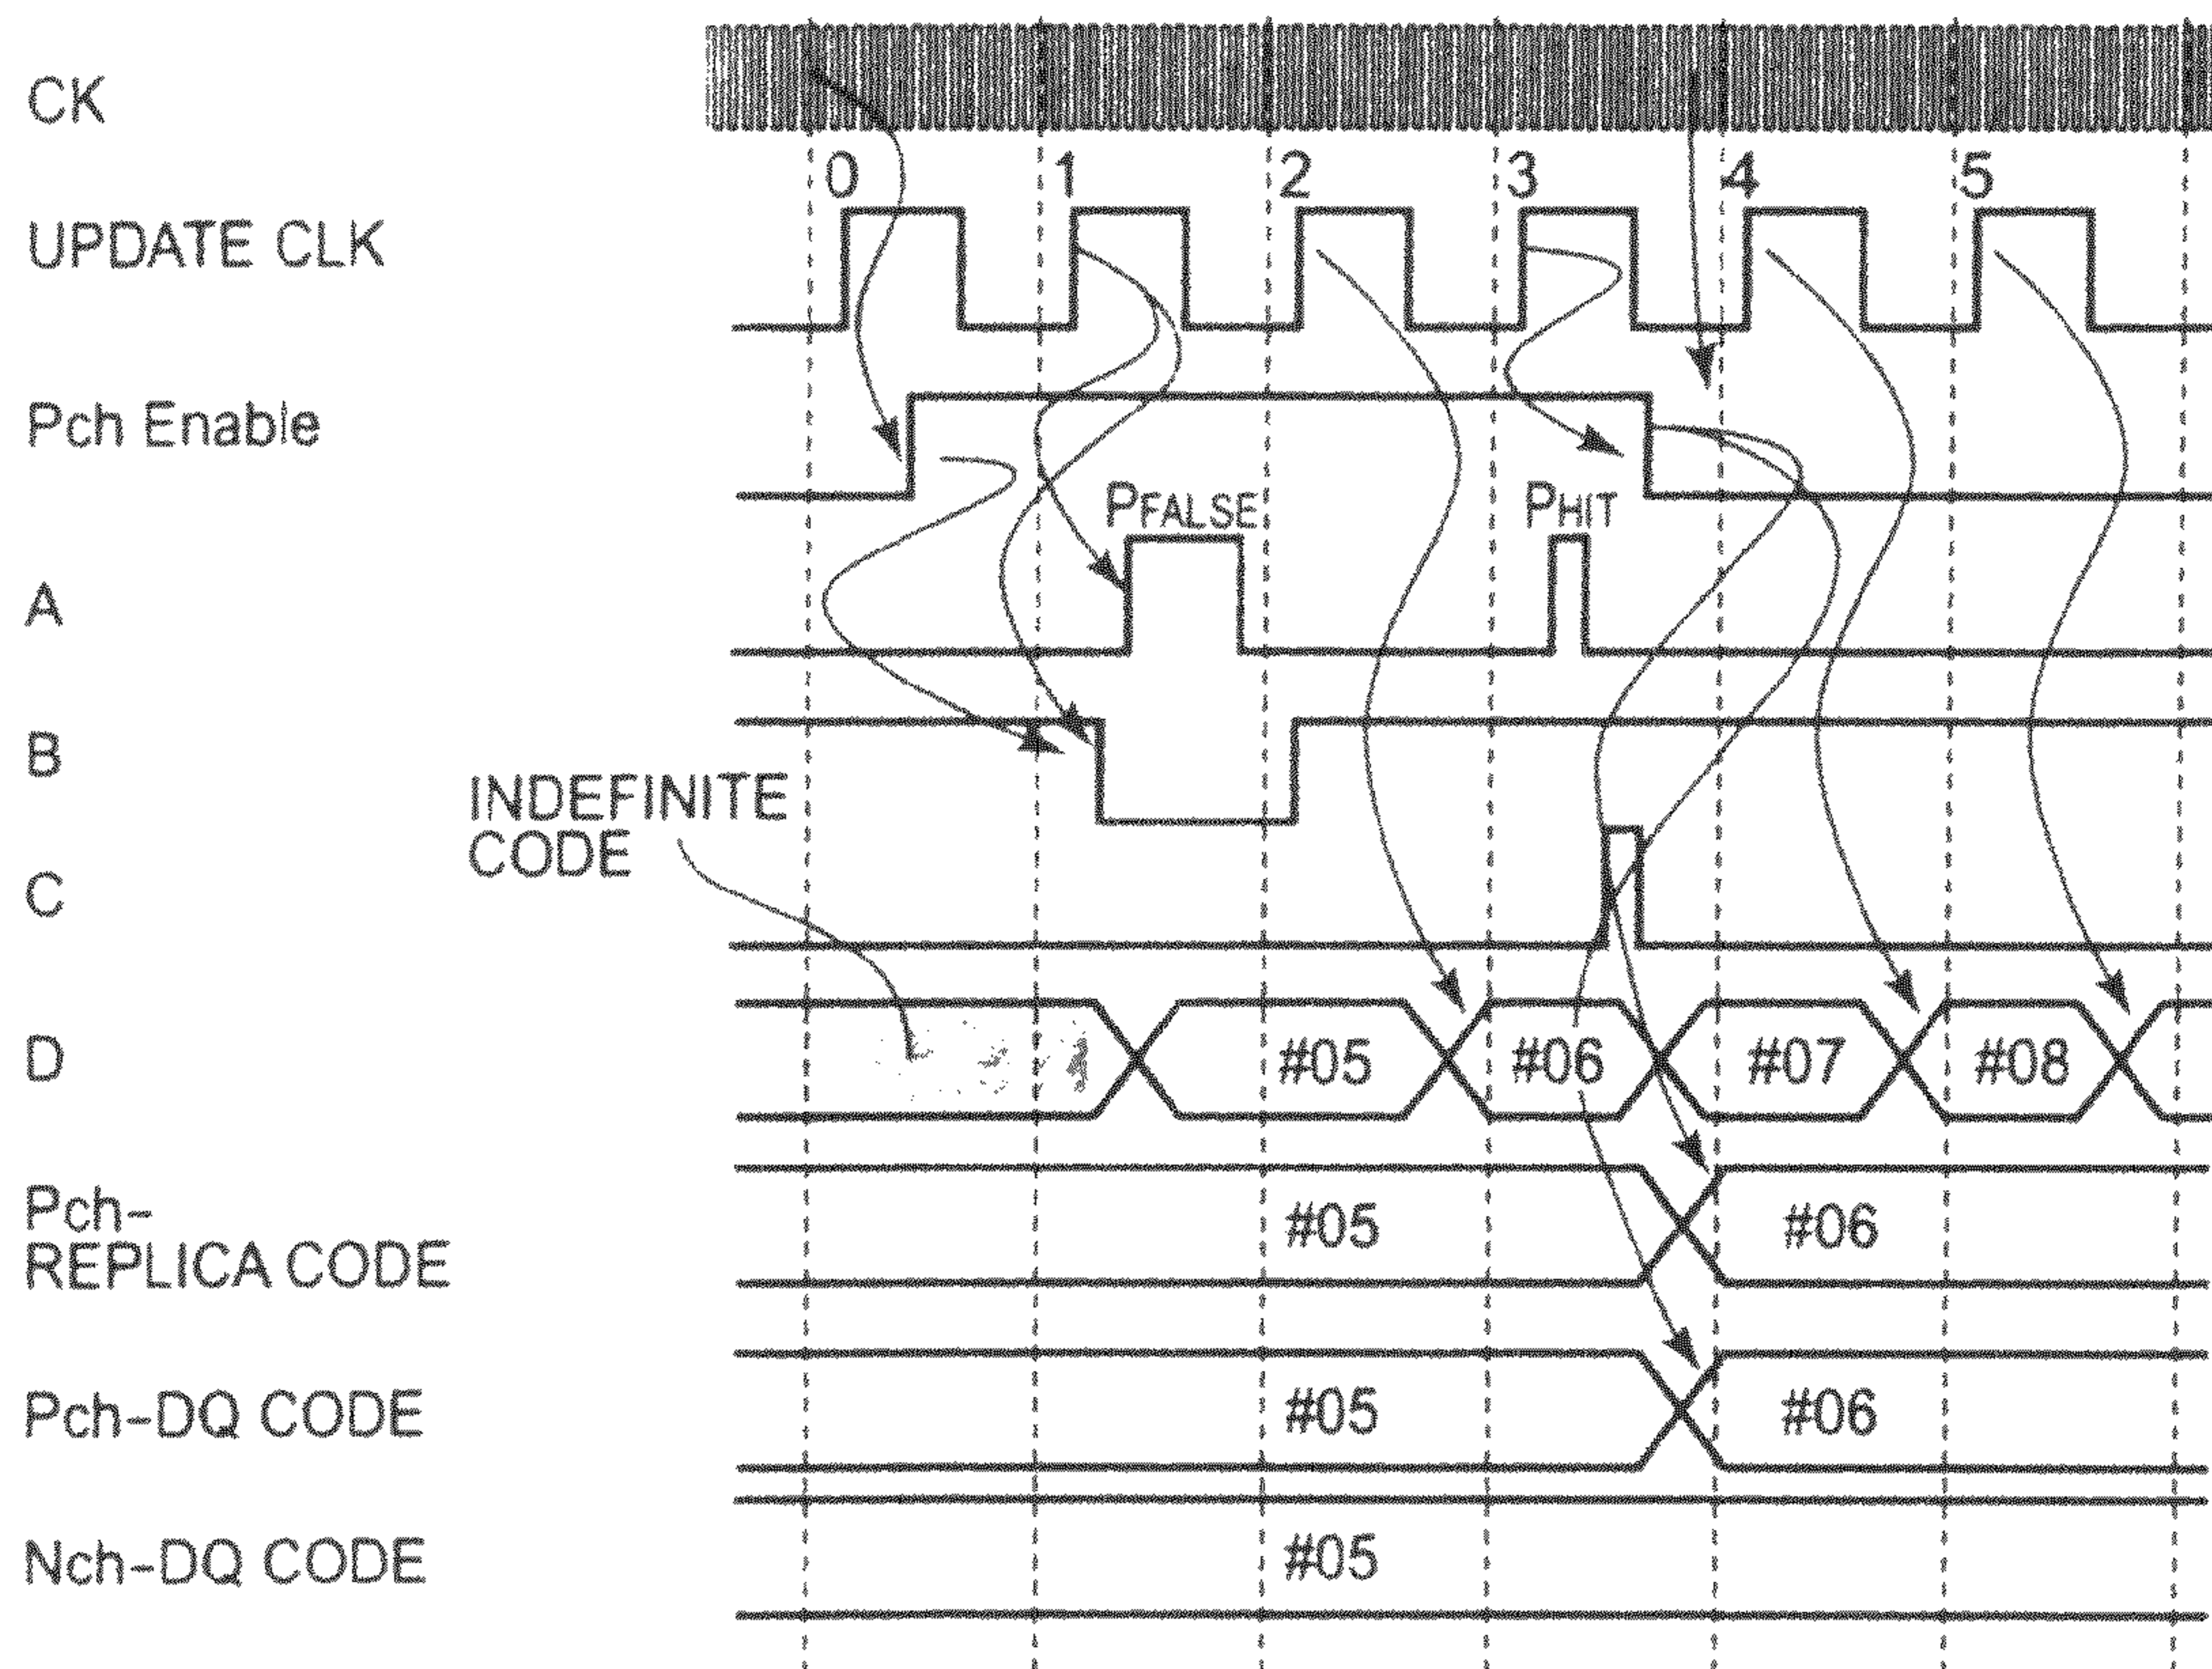 CK
0 1 2 3 4 5
UPDATE CLK
Pch Enable
PFALSE PHIT
A
B
INDEFINITE
CODE
C
D #05 #06 #07 #08
Pch-
REPLICA CODE #05 #06
Pch-DQ CODE #05 #06
Nch-DQ CODE #05